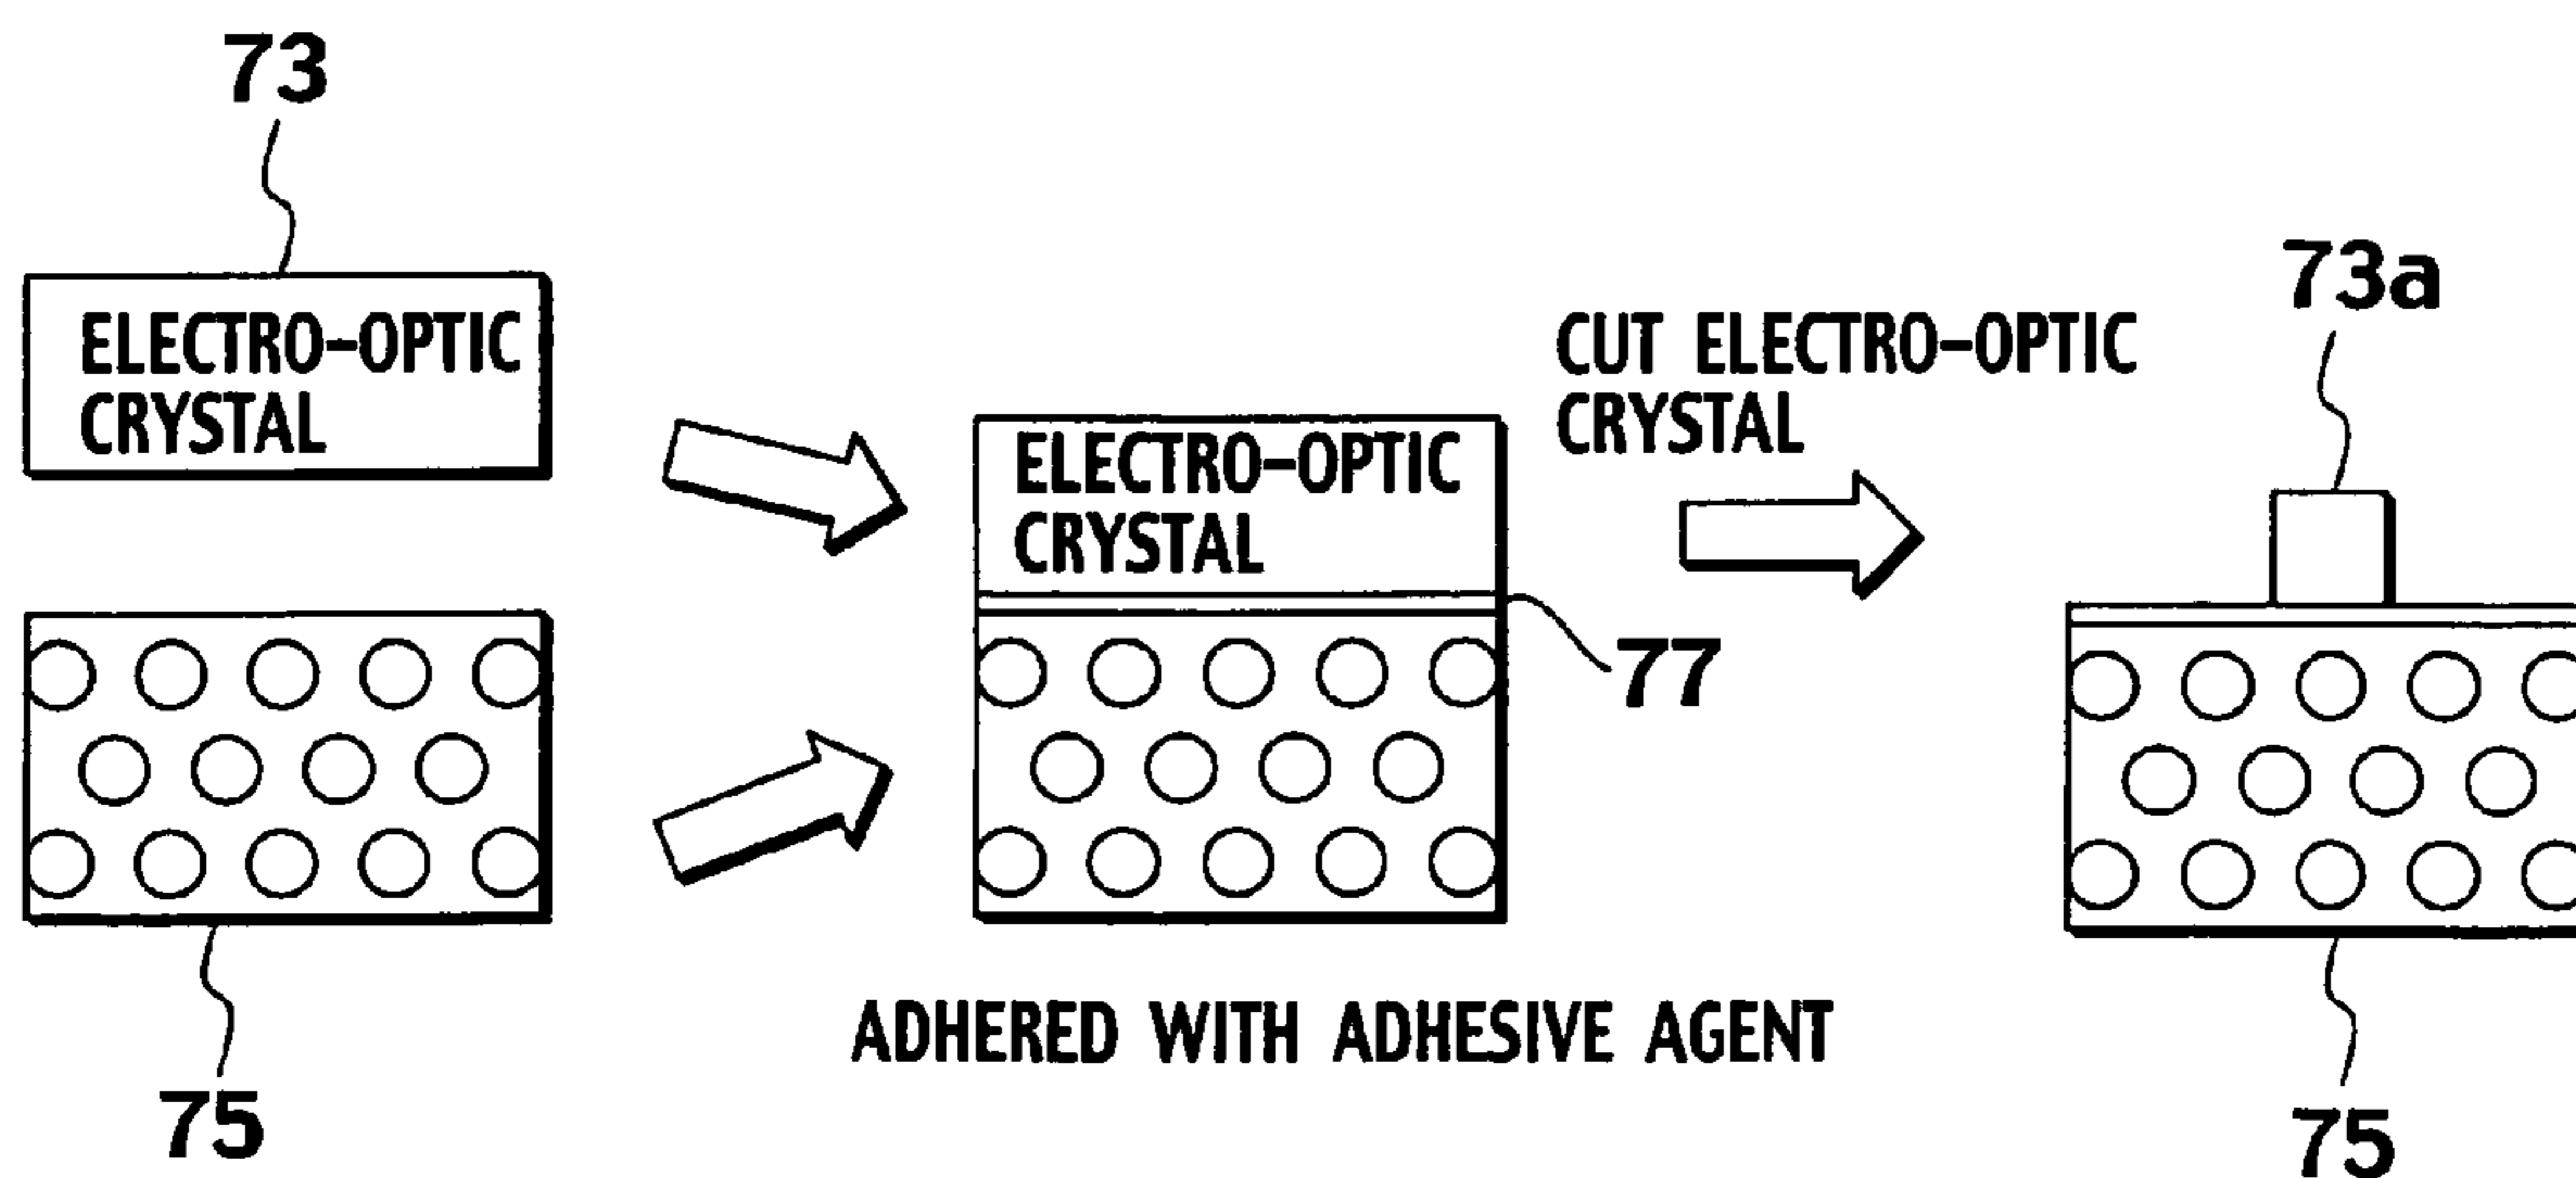 73
ELECTRO-OPTIC
CRYSTAL
75
ELECTRO-OPTIC
CRYSTAL
77
ADHERED WITH ADHESIVE AGENT
CUT ELECTRO-OPTIC
CRYSTAL
73a
75